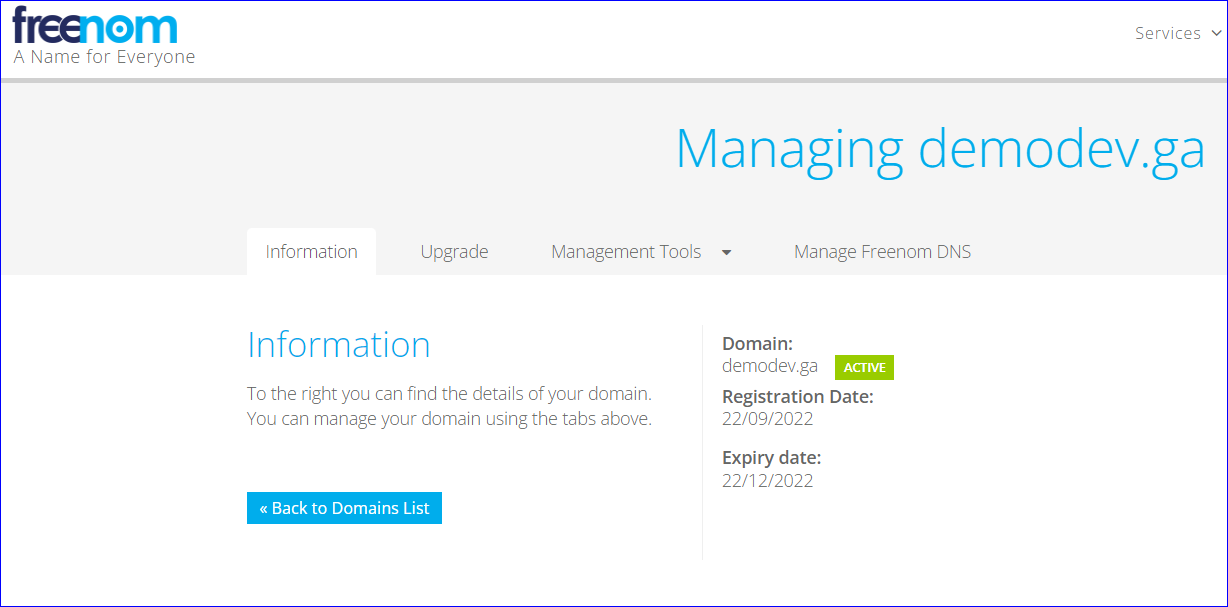 freenom
A Name for Everyone
Services
Managing demodev.ga
Information
Upgrade
Management Tools
Manage Freenom DNS
Information
To the right you can find the details of your domain.
You can manage your domain using the tabs above.
« Back to Domains List
Domain:
demodev.ga ACTIVE
Registration Date:
22/09/2022
Expiry date:
22/12/2022